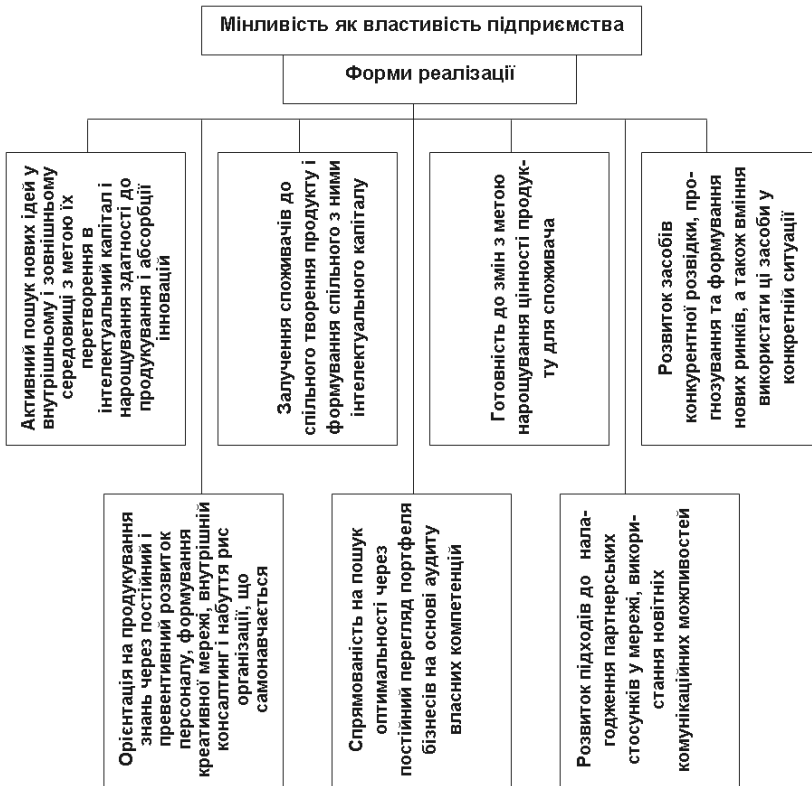 Мінливість як властивість підприємства
Форми реалізації
Активний пошук нових ідей у
внутрішньому і зовнішньому
середовищі з метою їх
перетворення в
інтелектуальний капітал і
нарощування здатності до
продукування і абсорбції
інновацій
Залучення споживачів до
спільного творення продукту і
формування спільного з ними
інтелектуального капіталу
Готовність до змін з метою
нарощування цінності продук-
ту для споживача
Розвиток засобів
конкурентної розвідки, про-
гнозування та формування
нових ринків, а також вміння
використати ці засоби у
конкретній ситуації
Орієнтація на продукування
знань через постійний і
превентивний розвиток
персоналу, формування
креативної мережі, внутрішній
консалтинг і набуття рис
організації, що
самонавчається
Спрямованість на пошук
оптимальності через
постійний перегляд портфеля
бізнесів на основі аудиту
власних компетенцій
Розвиток підходів до нала-
годження партнерських
стосунків у мережі, викори-
стання новітніх
комунікаційних можливостей